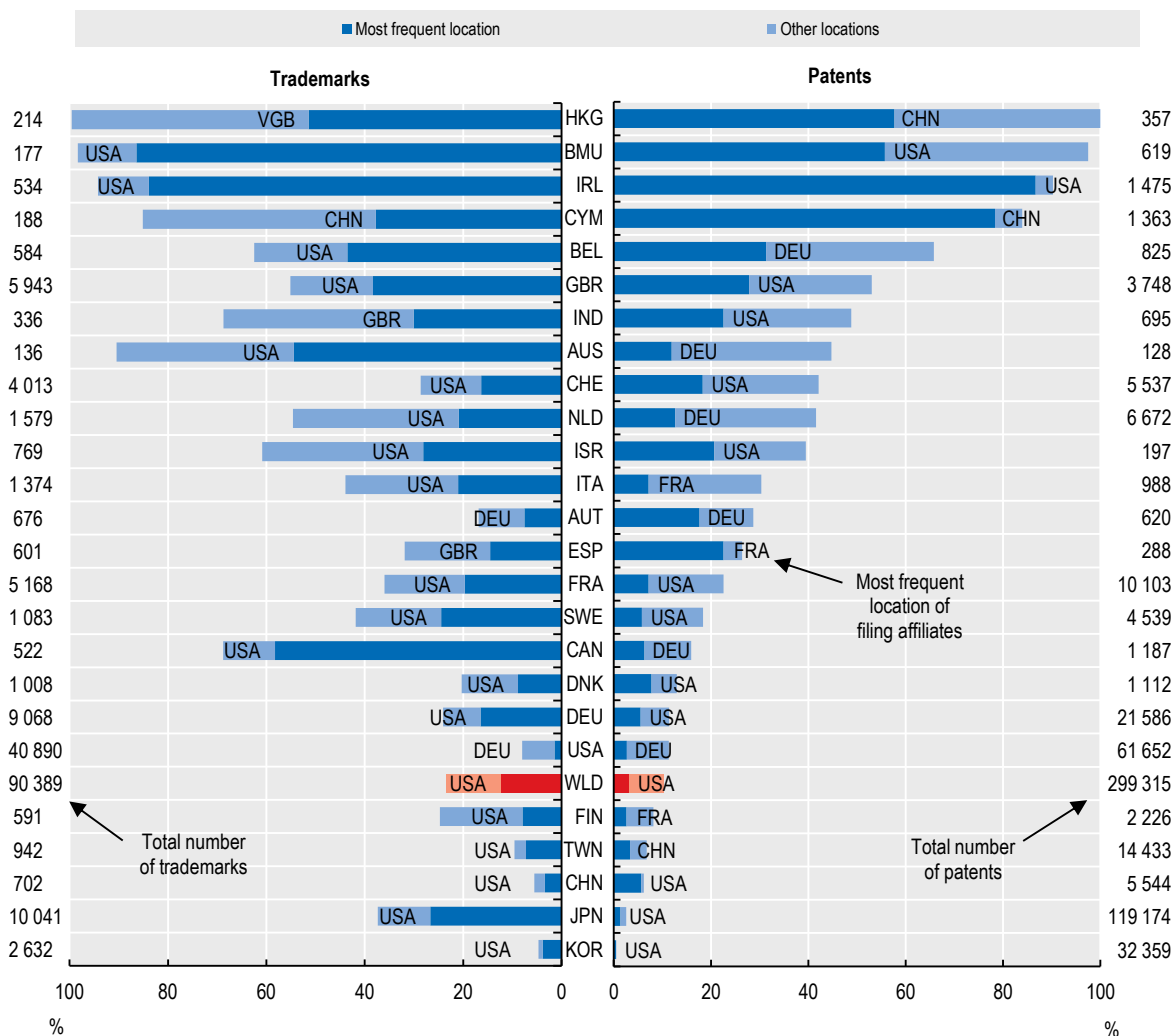 Most frequent location Other locations
Trademarks Patents
214 VGB HKG CHN 357
177 USA BMU USA 619
534 USA IRL USA 1 475
188 CHN CYM CHN 1 363
584 USA BEL DEU 825
5 943 USA GBR USA 3 748
336 GBR IND USA 695
136 USA AUS DEU 128
4 013 USA CHE USA 5 537
1 579 USA NLD DEU 6 672
769 USA ISR USA 197
1 374 USA ITA FRA 988
676 DEU AUT DEU 620
601 GBR ESP FRA 288
5 168 USA FRA USA 10 103
Most frequent
location of
filing affiliates
1 083 USA SWE USA 4 539
522 USA CAN DEU 1 187
1 008 USA DNK USA 1 112
9 068 USA DEU USA 21 586
40 890 DEU USA DEU 61 652
90 389 USA WLD USA 299 315
591 USA FIN FRA 2 226
Total number
of trademarks
Total number
of patents
942 USA TWN CHN 14 433
702 USA CHN USA 5 544
10 041 USA JPN USA 119 174
2 632 USA KOR USA 32 359
100 80 60 40 20 0 0 20 40 60 80 100
% %